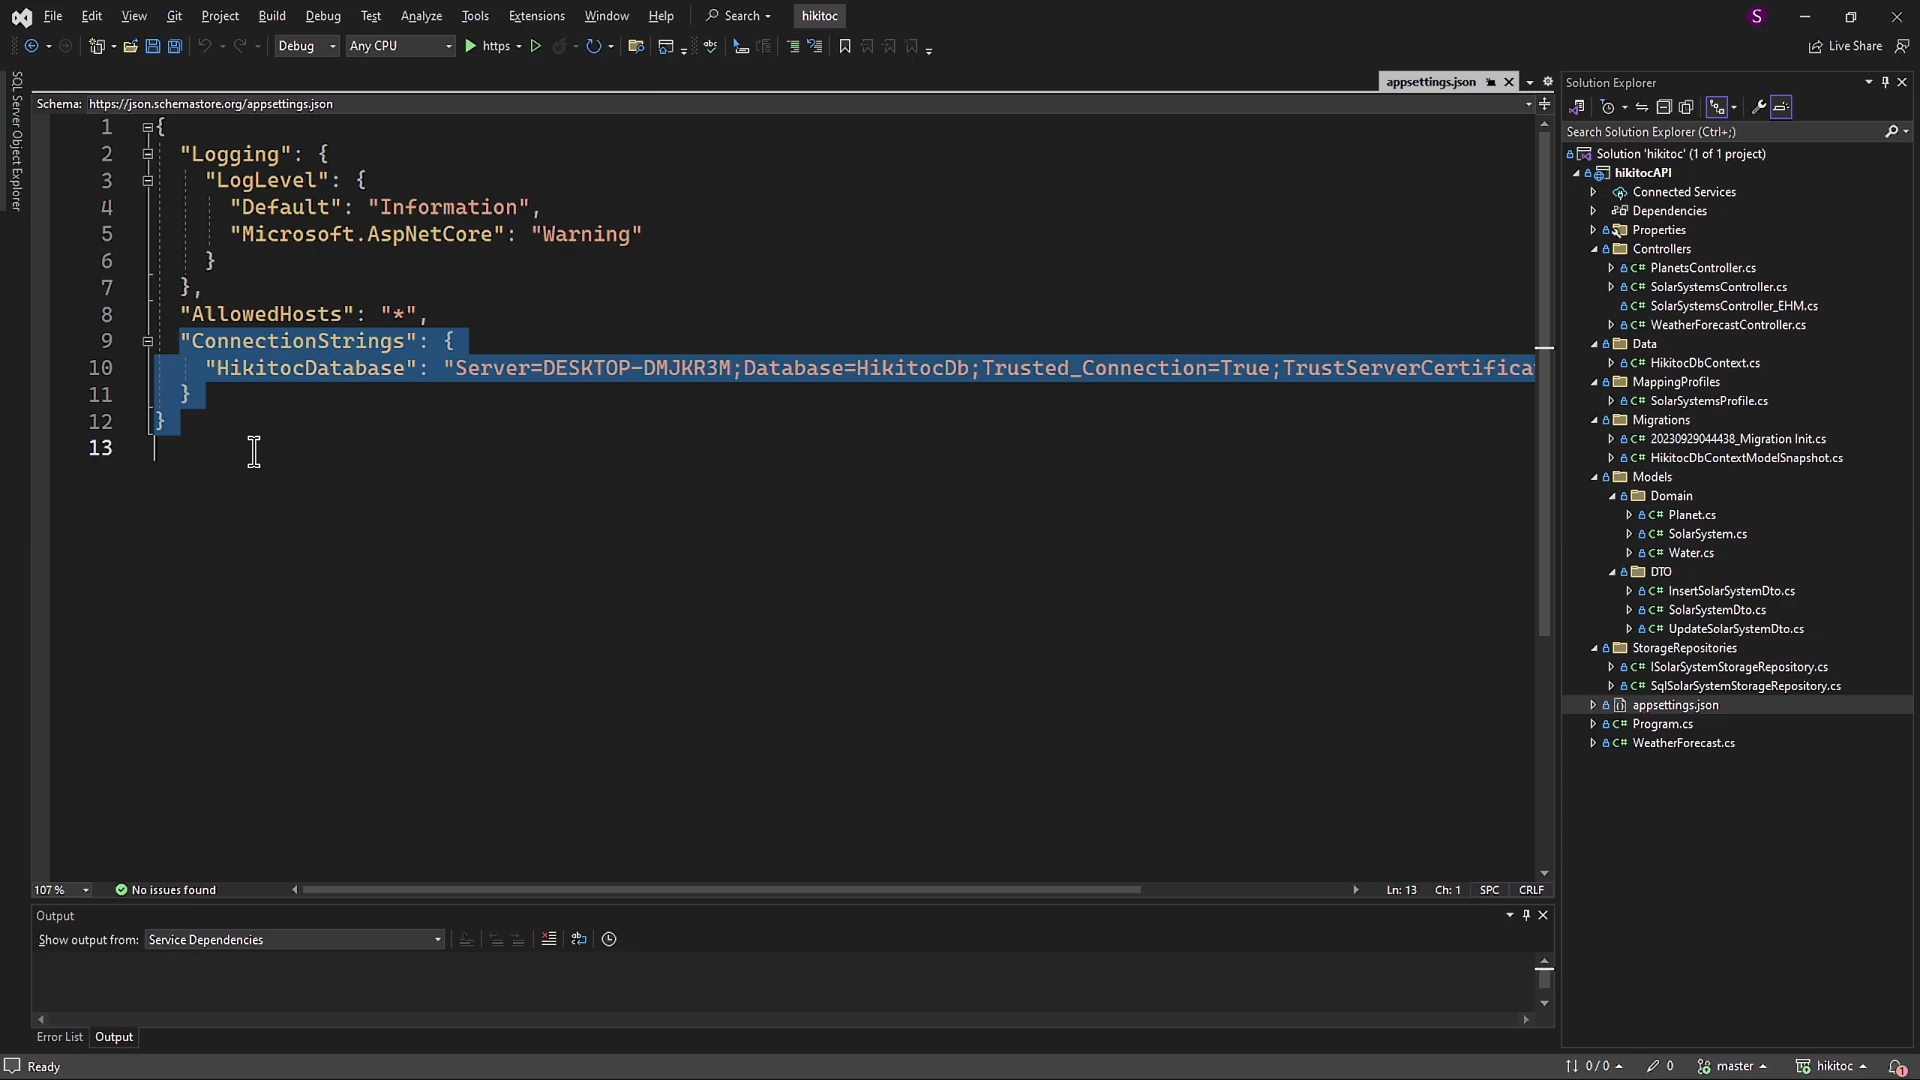 File Edit View Git Project Build Debug Test Analyze Tools Extensions Window Help Search hikitoc S
Debug Any CPU https Live Share
SQL Server Object Explorer
appsettings.json
Schema: https://json.schemastore.org/appsettings.json
1 {
2 "Logging": {
3 "LogLevel": {
4 "Default": "Information",
5 "Microsoft.AspNetCore": "Warning"
6 }
7 },
8 "AllowedHosts": "*",
9 "ConnectionStrings": {
10 "HikitocDatabase": "Server=DESKTOP-DMJKR3M;Database=HikitocDb;Trusted_Connection=True;TrustServerCertifica
11 }
12 }
13
107 % No issues found Ln: 13 Ch: 1 SPC CRLF
Output
Show output from: Service Dependencies
Error List Output
Solution Explorer
Search Solution Explorer (Ctrl+;)
Solution 'hikitoc' (1 of 1 project)
hikitocAPI
Connected Services
Dependencies
Properties
Controllers
C# PlanetsController.cs
C# SolarSystemsController.cs
C# SolarSystemsController_EHM.cs
C# WeatherForecastController.cs
Data
C# HikitocDbContext.cs
MappingProfiles
C# SolarSystemsProfile.cs
Migrations
C# 20230929044438_Migration Init.cs
C# HikitocDbContextModelSnapshot.cs
Models
Domain
C# Planet.cs
C# SolarSystem.cs
C# Water.cs
DTO
C# InsertSolarSystemDto.cs
C# SolarSystemDto.cs
C# UpdateSolarSystemDto.cs
StorageRepositories
C# ISolarSystemStorageRepository.cs
C# SqlSolarSystemStorageRepository.cs
appsettings.json
C# Program.cs
C# WeatherForecast.cs
Ready 0 / 0 0 master hikitoc 1